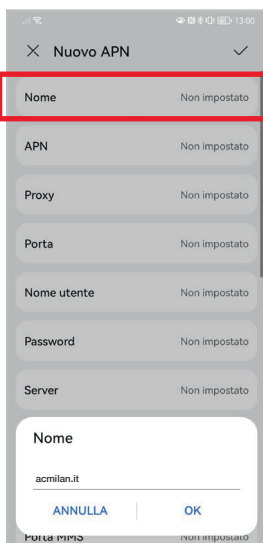 13:00
Nuovo APN
Nome Non impostato
APN Non impostato
Proxy Non impostato
Porta Non impostato
Nome utente Non impostato
Password Non impostato
Server Non impostato
Nome
acmilan.it
ANNULLA OK
Porta MMS Non impostato